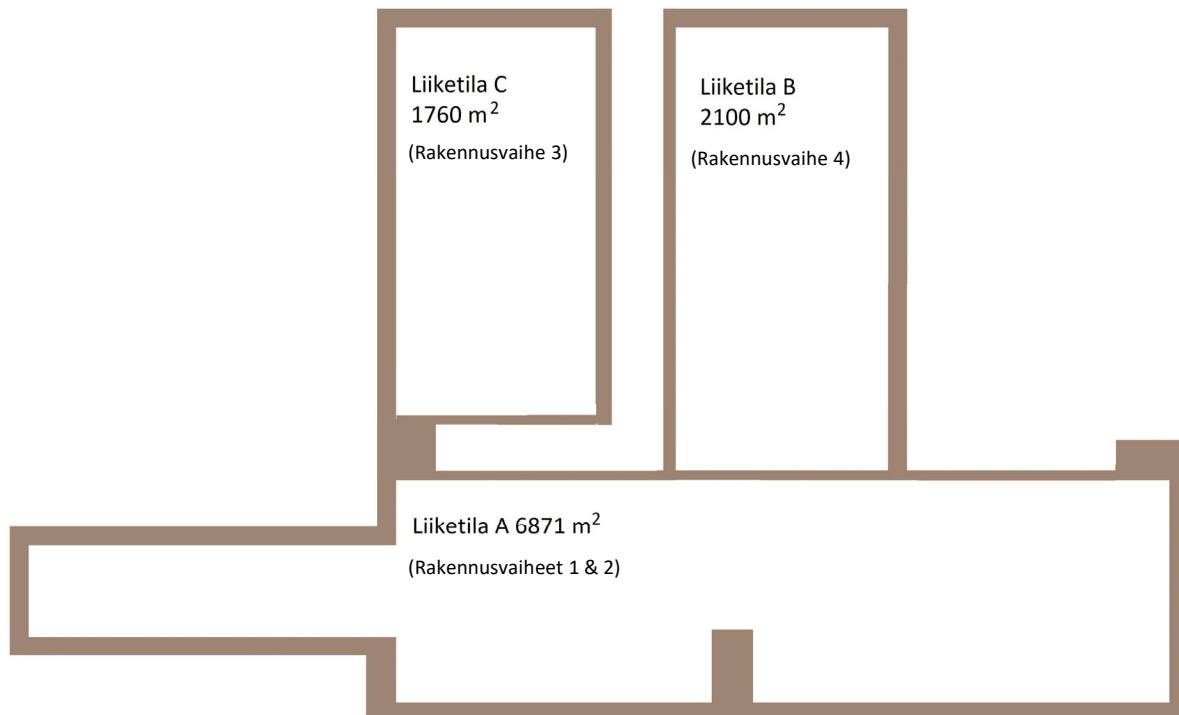 Liiketila C
1760 m²
(Rakennusvaihe 3)
Liiketila B
2100 m²
(Rakennusvaihe 4)
Liiketila A 6871 m²
(Rakennusvaiheet 1 & 2)